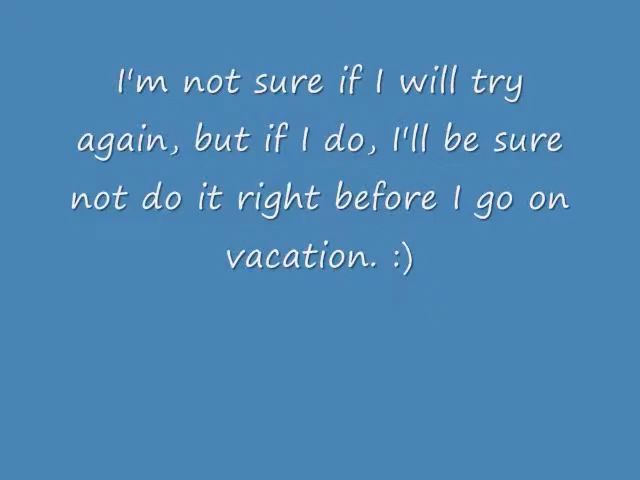 I'm not sure if I will try
again, but if I do, I'll be sure
not do it right before I go on
vacation. :)